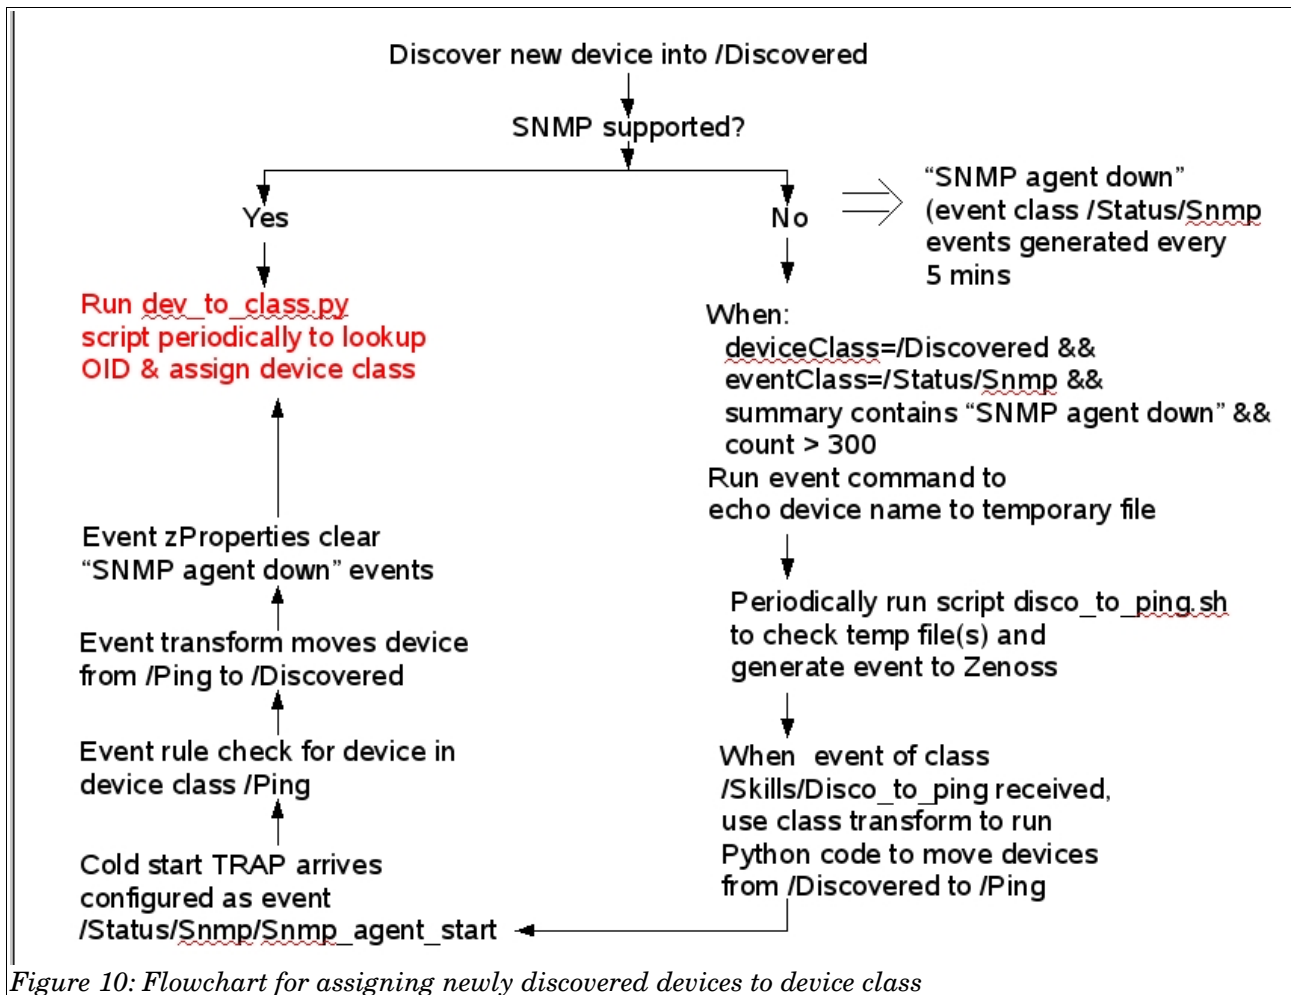 Discover new device into /Discovered
SNMP supported?
Yes
No
“SNMP agent down”
(event class /Status/Snmp
events generated every
5 mins
Run dev_to_class.py
script periodically to lookup
OID & assign device class
When:
deviceClass=/Discovered &&
eventClass=/Status/Snmp &&
summary contains “SNMP agent down” &&
count > 300
Run event command to
echo device name to temporary file
Event zProperties clear
“SNMP agent down” events
Periodically run script disco_to_ping.sh
to check temp file(s) and
generate event to Zenoss
Event transform moves device
from /Ping to /Discovered
Event rule check for device in
device class /Ping
When event of class
/Skills/Disco_to_ping received,
use class transform to run
Python code to move devices
from /Discovered to /Ping
Cold start TRAP arrives
configured as event
/Status/Snmp/Snmp_agent_start
Figure 10: Flowchart for assigning newly discovered devices to device class